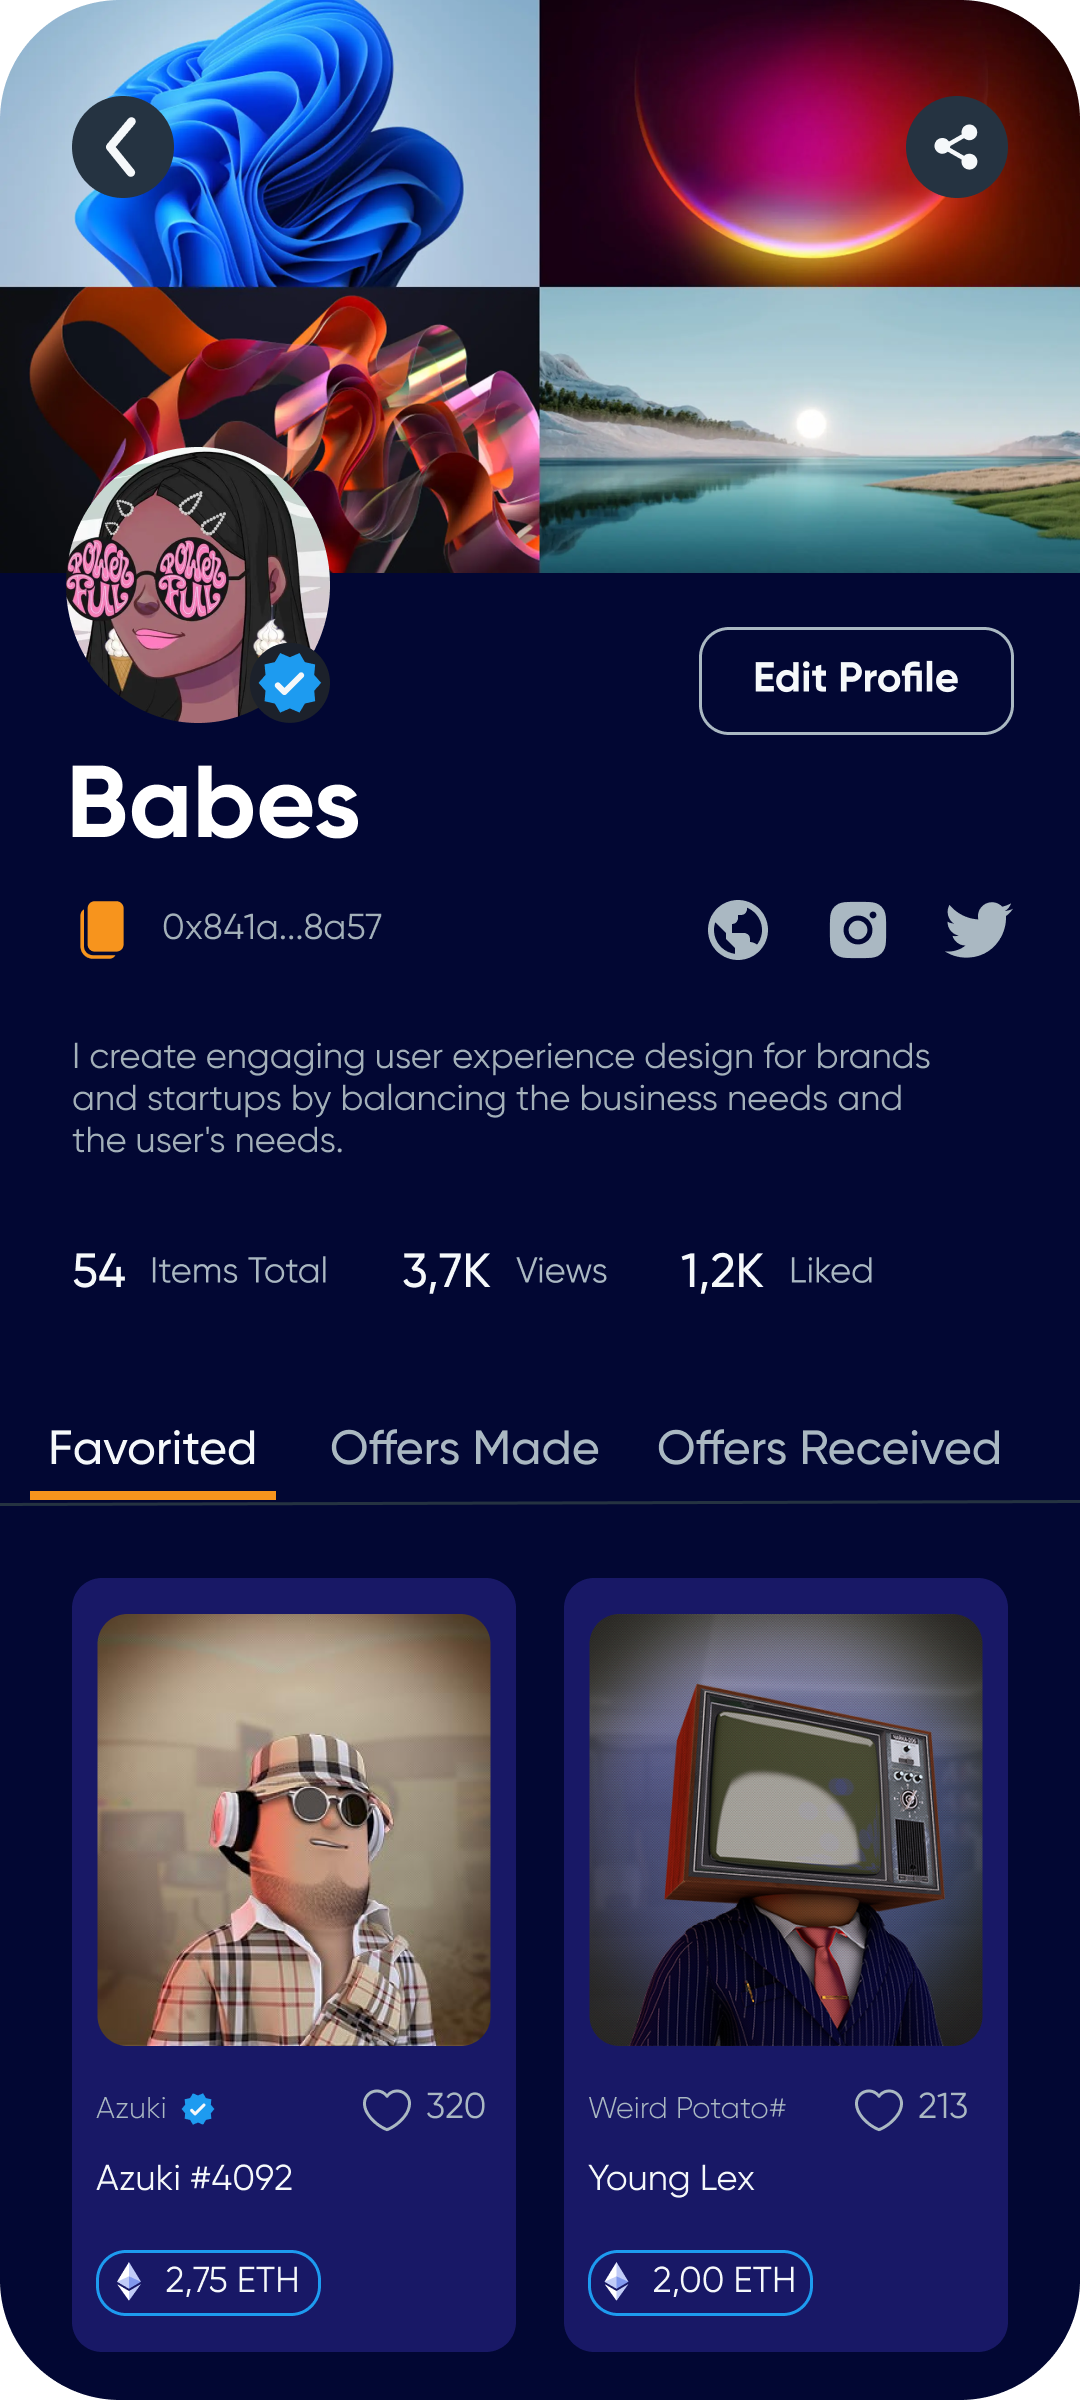 POWER
FULL
POWER
FULL
Edit Profile
Babes
0x841a...8a57
I create engaging user experience design for brands
and startups by balancing the business needs and
the user's needs.
54 Items Total 3,7K Views 1,2K Liked
Favorited Offers Made Offers Received
Azuki 320
Azuki #4092
2,75 ETH
Weird Potato# 213
Young Lex
2,00 ETH